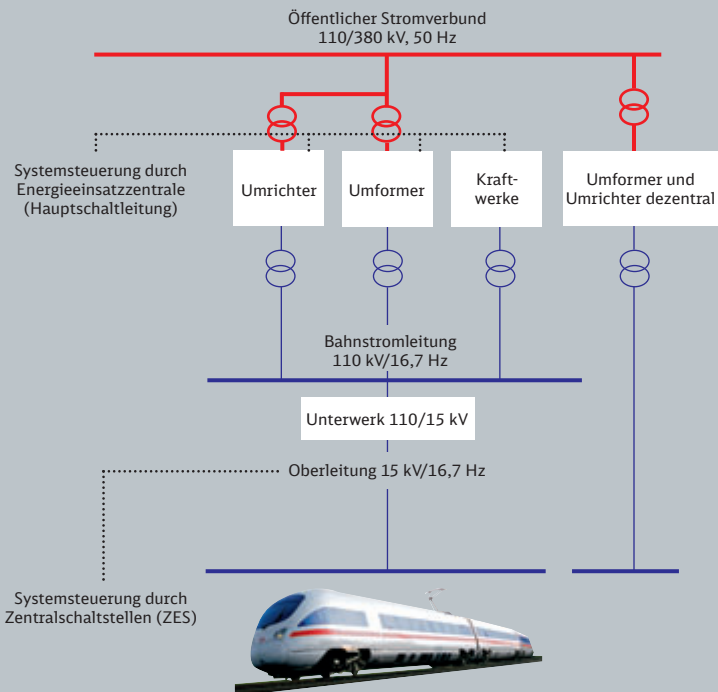 Öffentlicher Stromverbund
110/380 kV, 50 Hz
Systemsteuerung durch
Energieeinsatzzentrale
(Hauptschaltleitung)
Umrichter
Umformer
Kraft-
werke
Umformer und
Umrichter dezentral
Bahnstromleitung
110 kV/16,7 Hz
Unterwerk 110/15 kV
Oberleitung 15 kV/16,7 Hz
Systemsteuerung durch
Zentralschaltstellen (ZES)